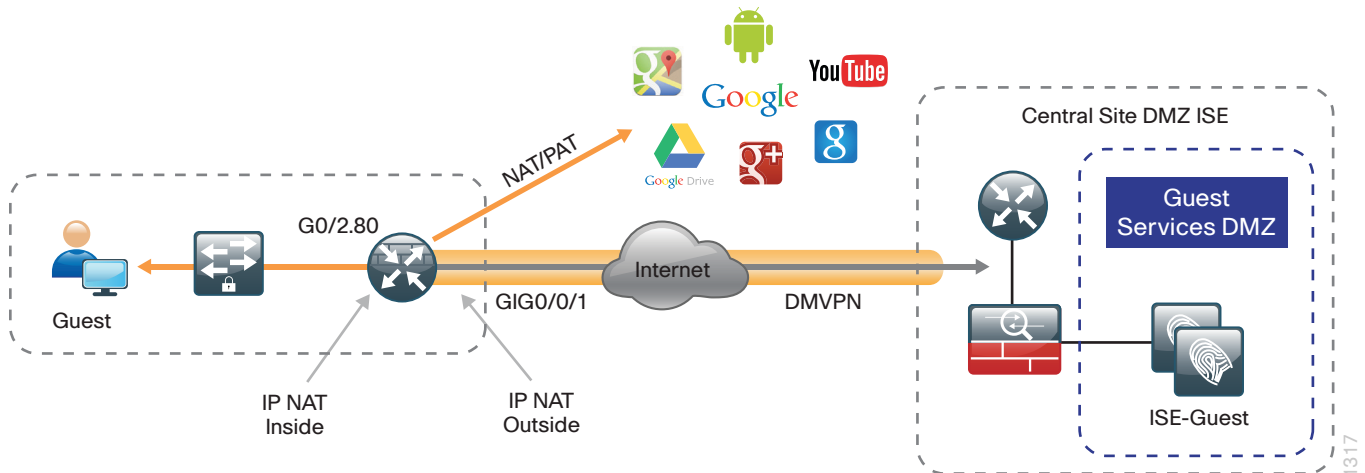 YouTube
Google
Google Drive
g
g+
g
NAT/PAT
Central Site DMZ ISE
Guest
Services DMZ
G0/2.80
Internet
GIG0/0/1
DMVPN
Guest
IP NAT
Inside
IP NAT
Outside
ISE-Guest
1317